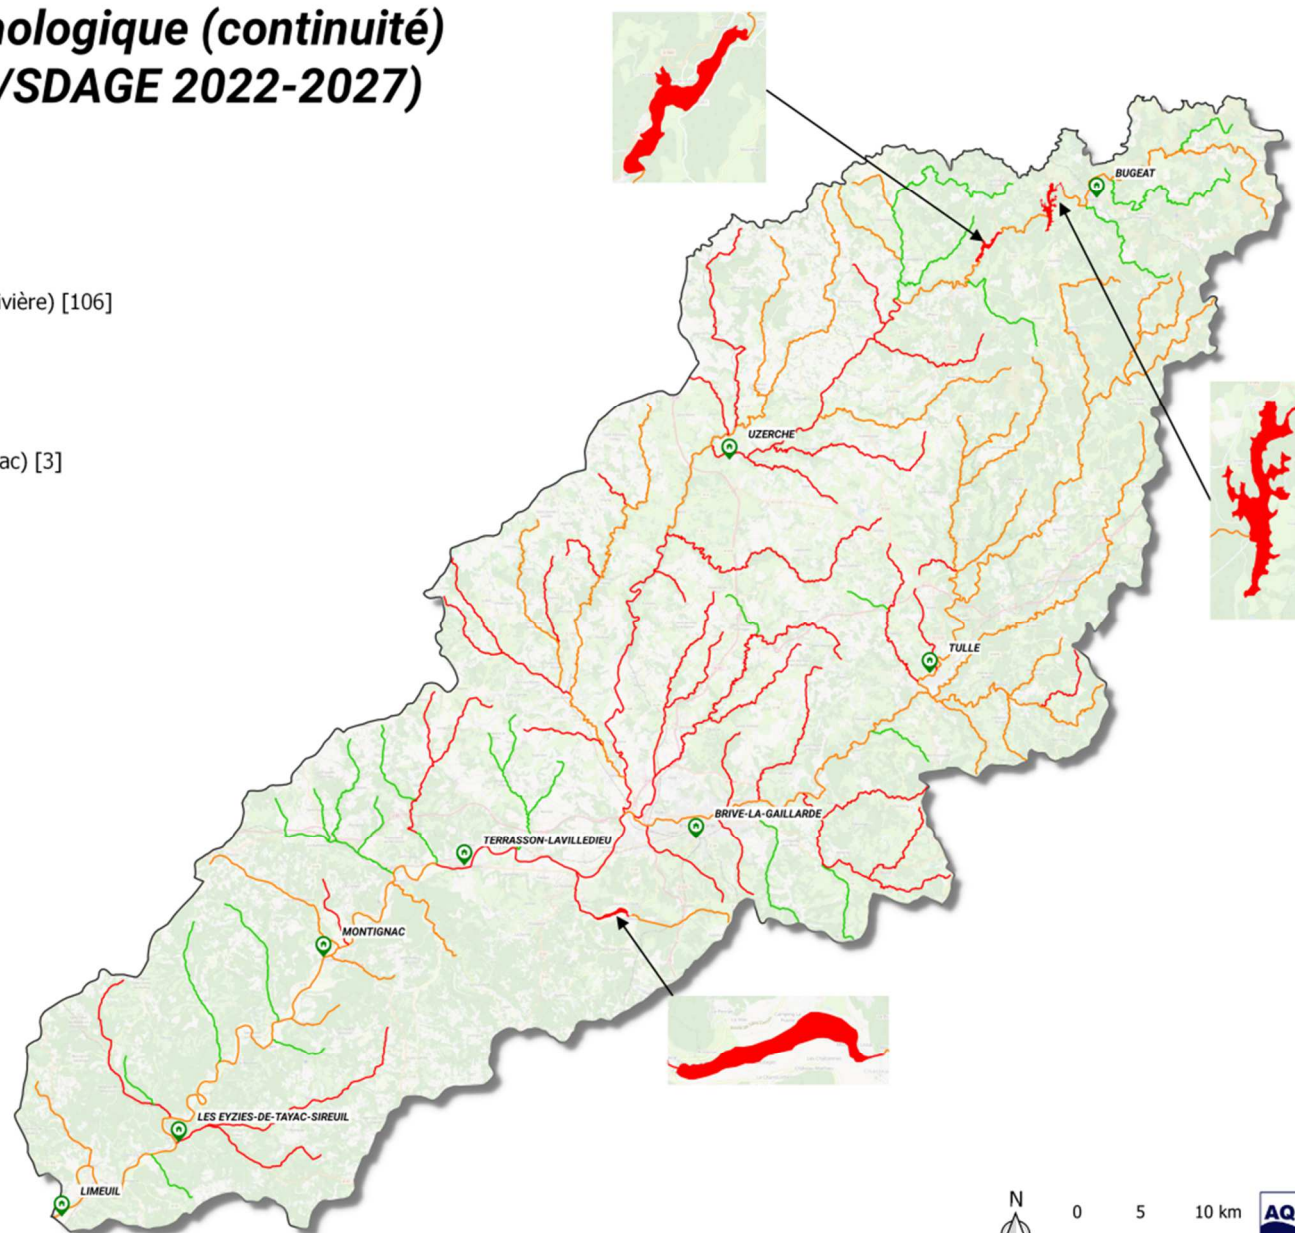 nologique (continuité)
/SDAGE 2022-2027)
BUGEAT
ivière) [106]
UZERCHE
ac) [3]
TULLE
BRIVE-LA-GAILLARDE
TERRASSON-LAVILLEDIEU
MONTIGNAC
LES EYZIES-DE-TAYAC-SIREUIL
LIMEUIL
N
0 5 10 km
AQ